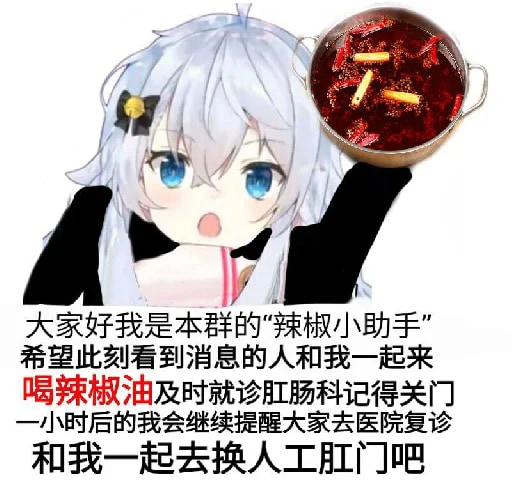 大家好我是本群的“辣椒小助手”
希望此刻看到消息的人和我一起来
喝辣椒油及时就诊肛肠科记得关门
一小时后的我会继续提醒大家去医院复诊
和我一起去换人工肛门吧